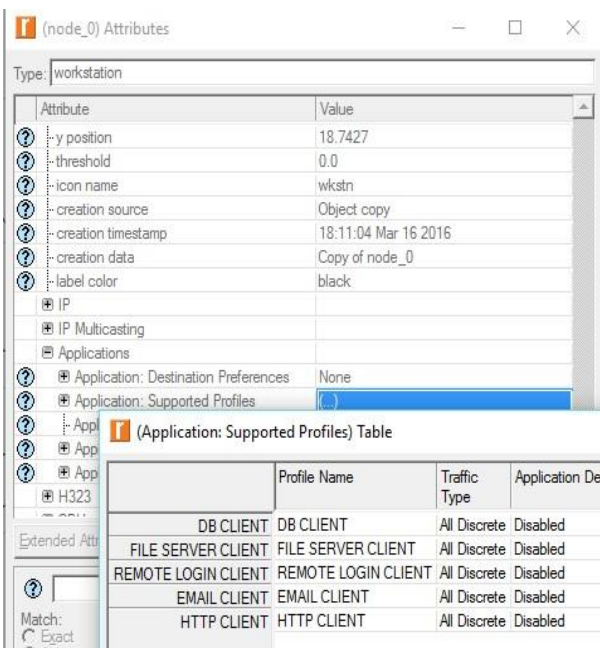 (node_0) Attributes
Type: workstation
Attribute Value
y position 18.7427
threshold 0.0
icon name wkstn
creation source Object copy
creation timestamp 18:11:04 Mar 16 2016
creation data Copy of node_0
label color black
IP
IP Multicasting
Applications
Application: Destination Preferences None
Application: Supported Profiles (...)
Appl
App
App
H323
Extended Attr
Match:
Exact
(Application: Supported Profiles) Table
Profile Name Traffic Type Application De
DB CLIENT DB CLIENT All Discrete Disabled
FILE SERVER CLIENT FILE SERVER CLIENT All Discrete Disabled
REMOTE LOGIN CLIENT REMOTE LOGIN CLIENT All Discrete Disabled
EMAIL CLIENT EMAIL CLIENT All Discrete Disabled
HTTP CLIENT HTTP CLIENT All Discrete Disabled